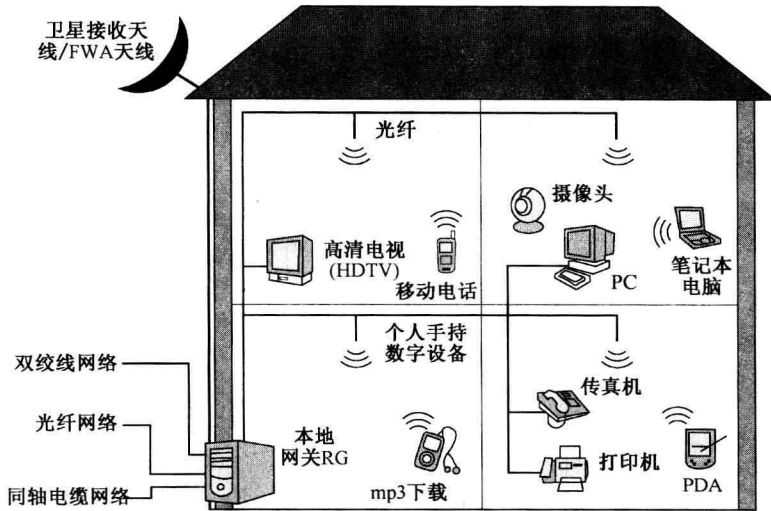 卫星接收天
线/FWA天线
光纤
摄像头
高清电视
(HDTV)
移动电话
PC
笔记本
电脑
个人手持
数字设备
双绞线网络
光纤网络
同轴电缆网络
本地
网关RG
mp3下载
传真机
打印机
PDA